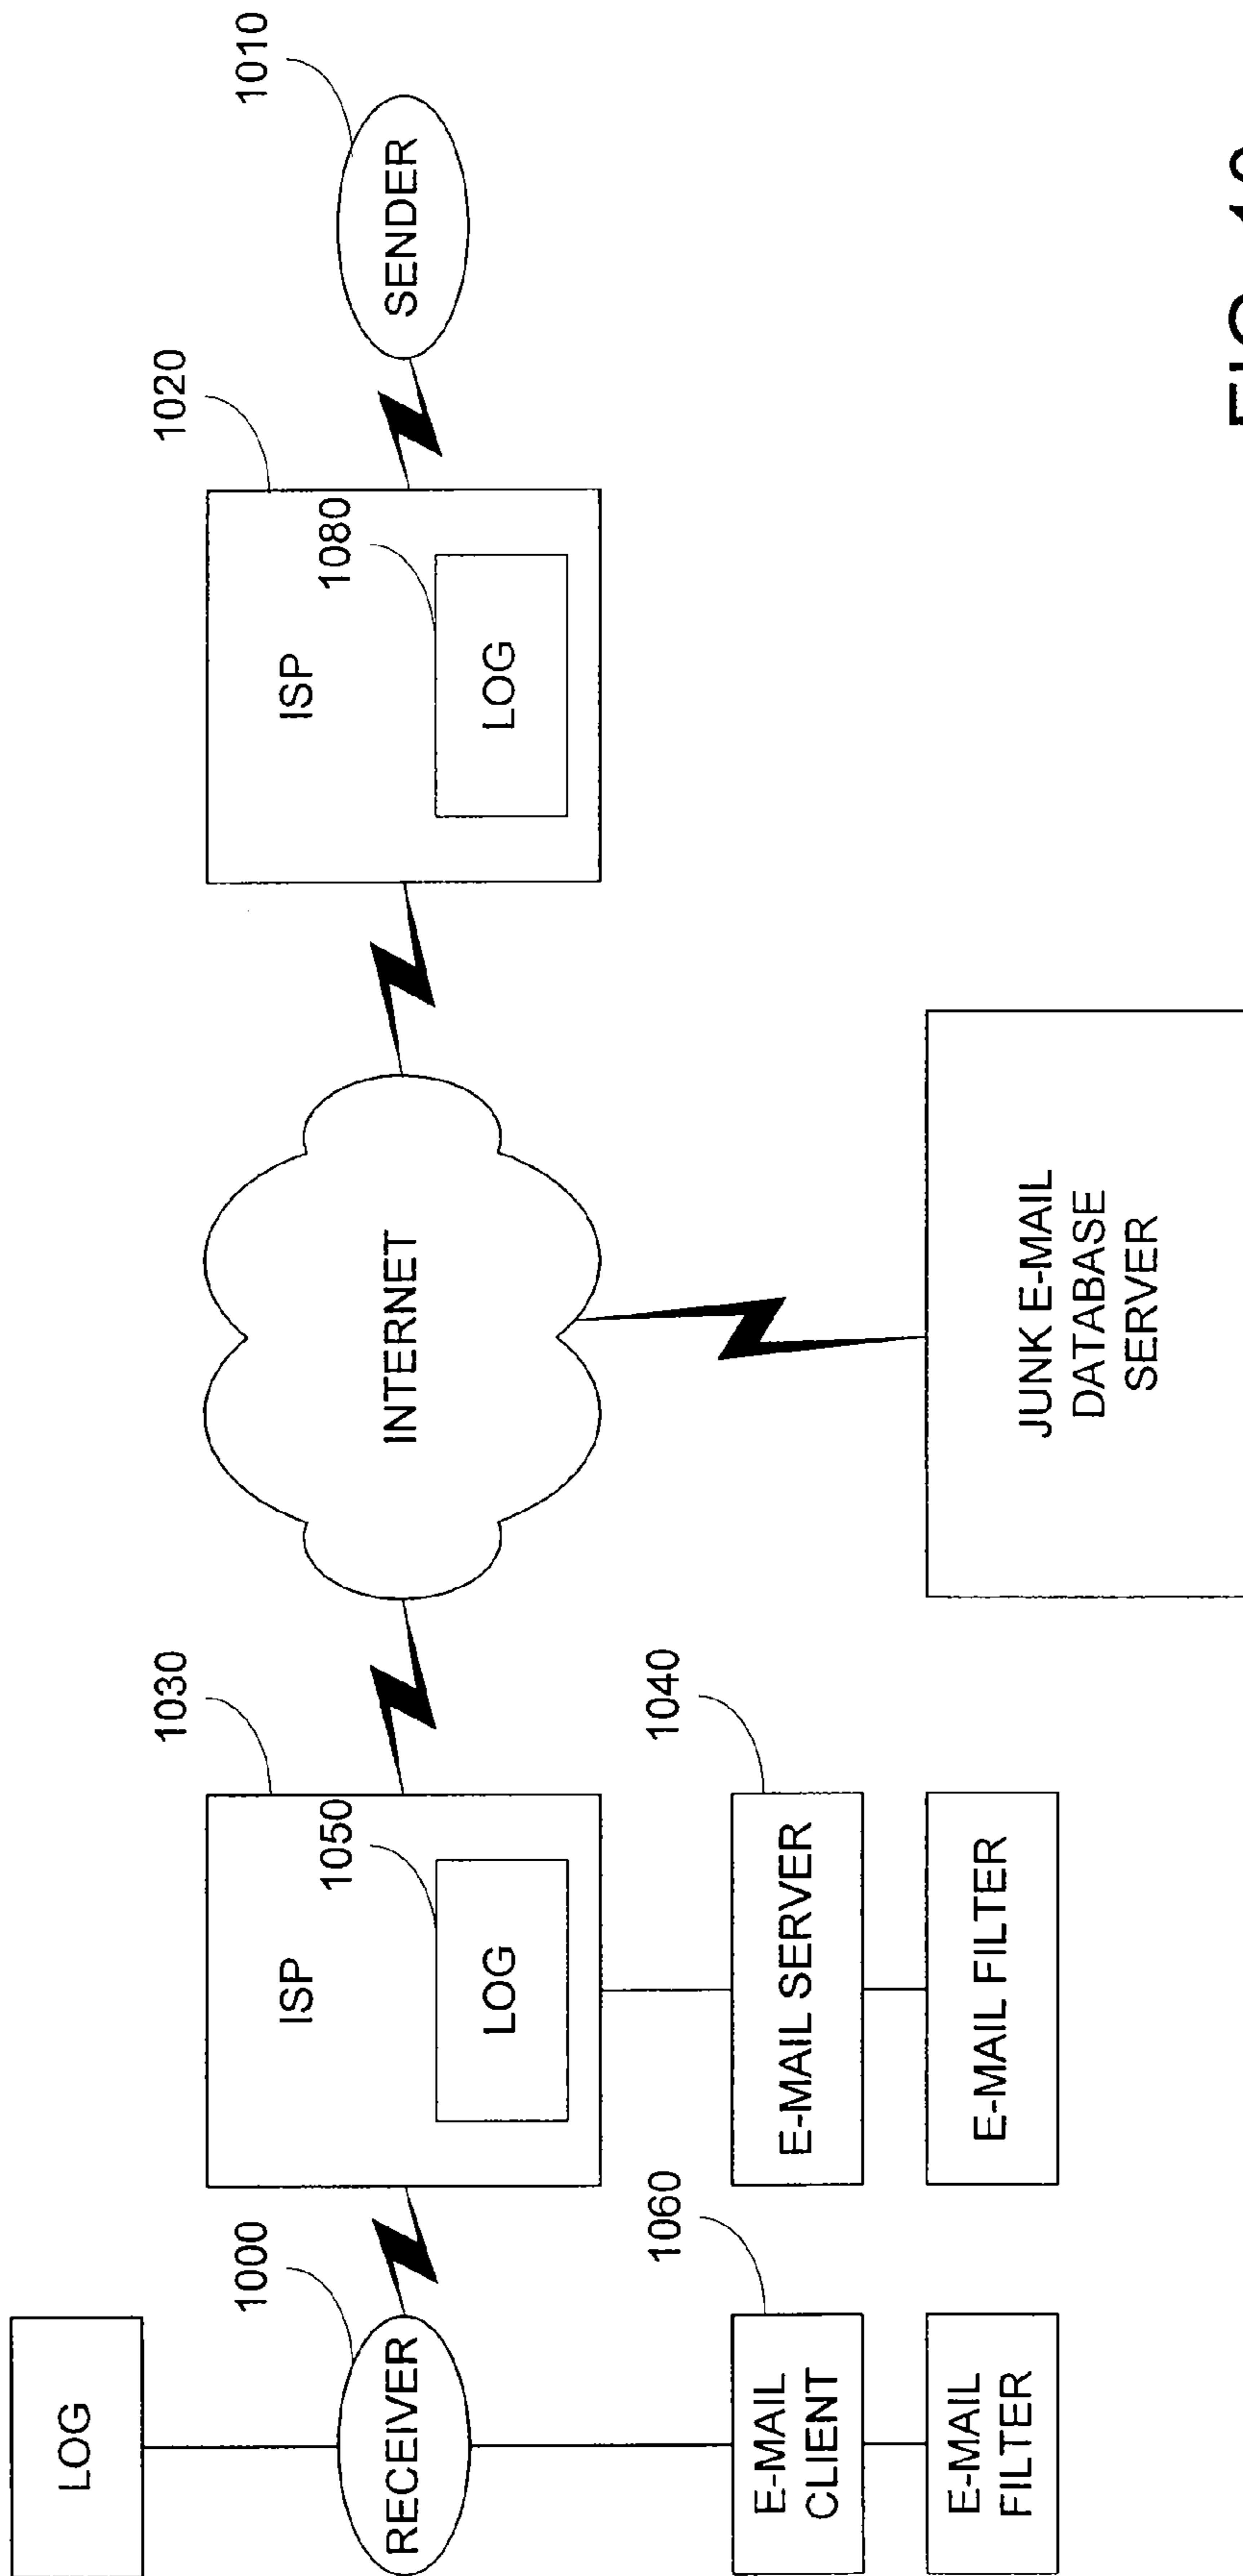 LOG
1030
1020
1000
1010
ISP
ISP
1050
1080
RECEIVER
INTERNET
SENDER
LOG
LOG
1060
1040
E-MAIL
CLIENT
E-MAIL SERVER
E-MAIL
FILTER
E-MAIL FILTER
JUNK E-MAIL
DATABASE
SERVER